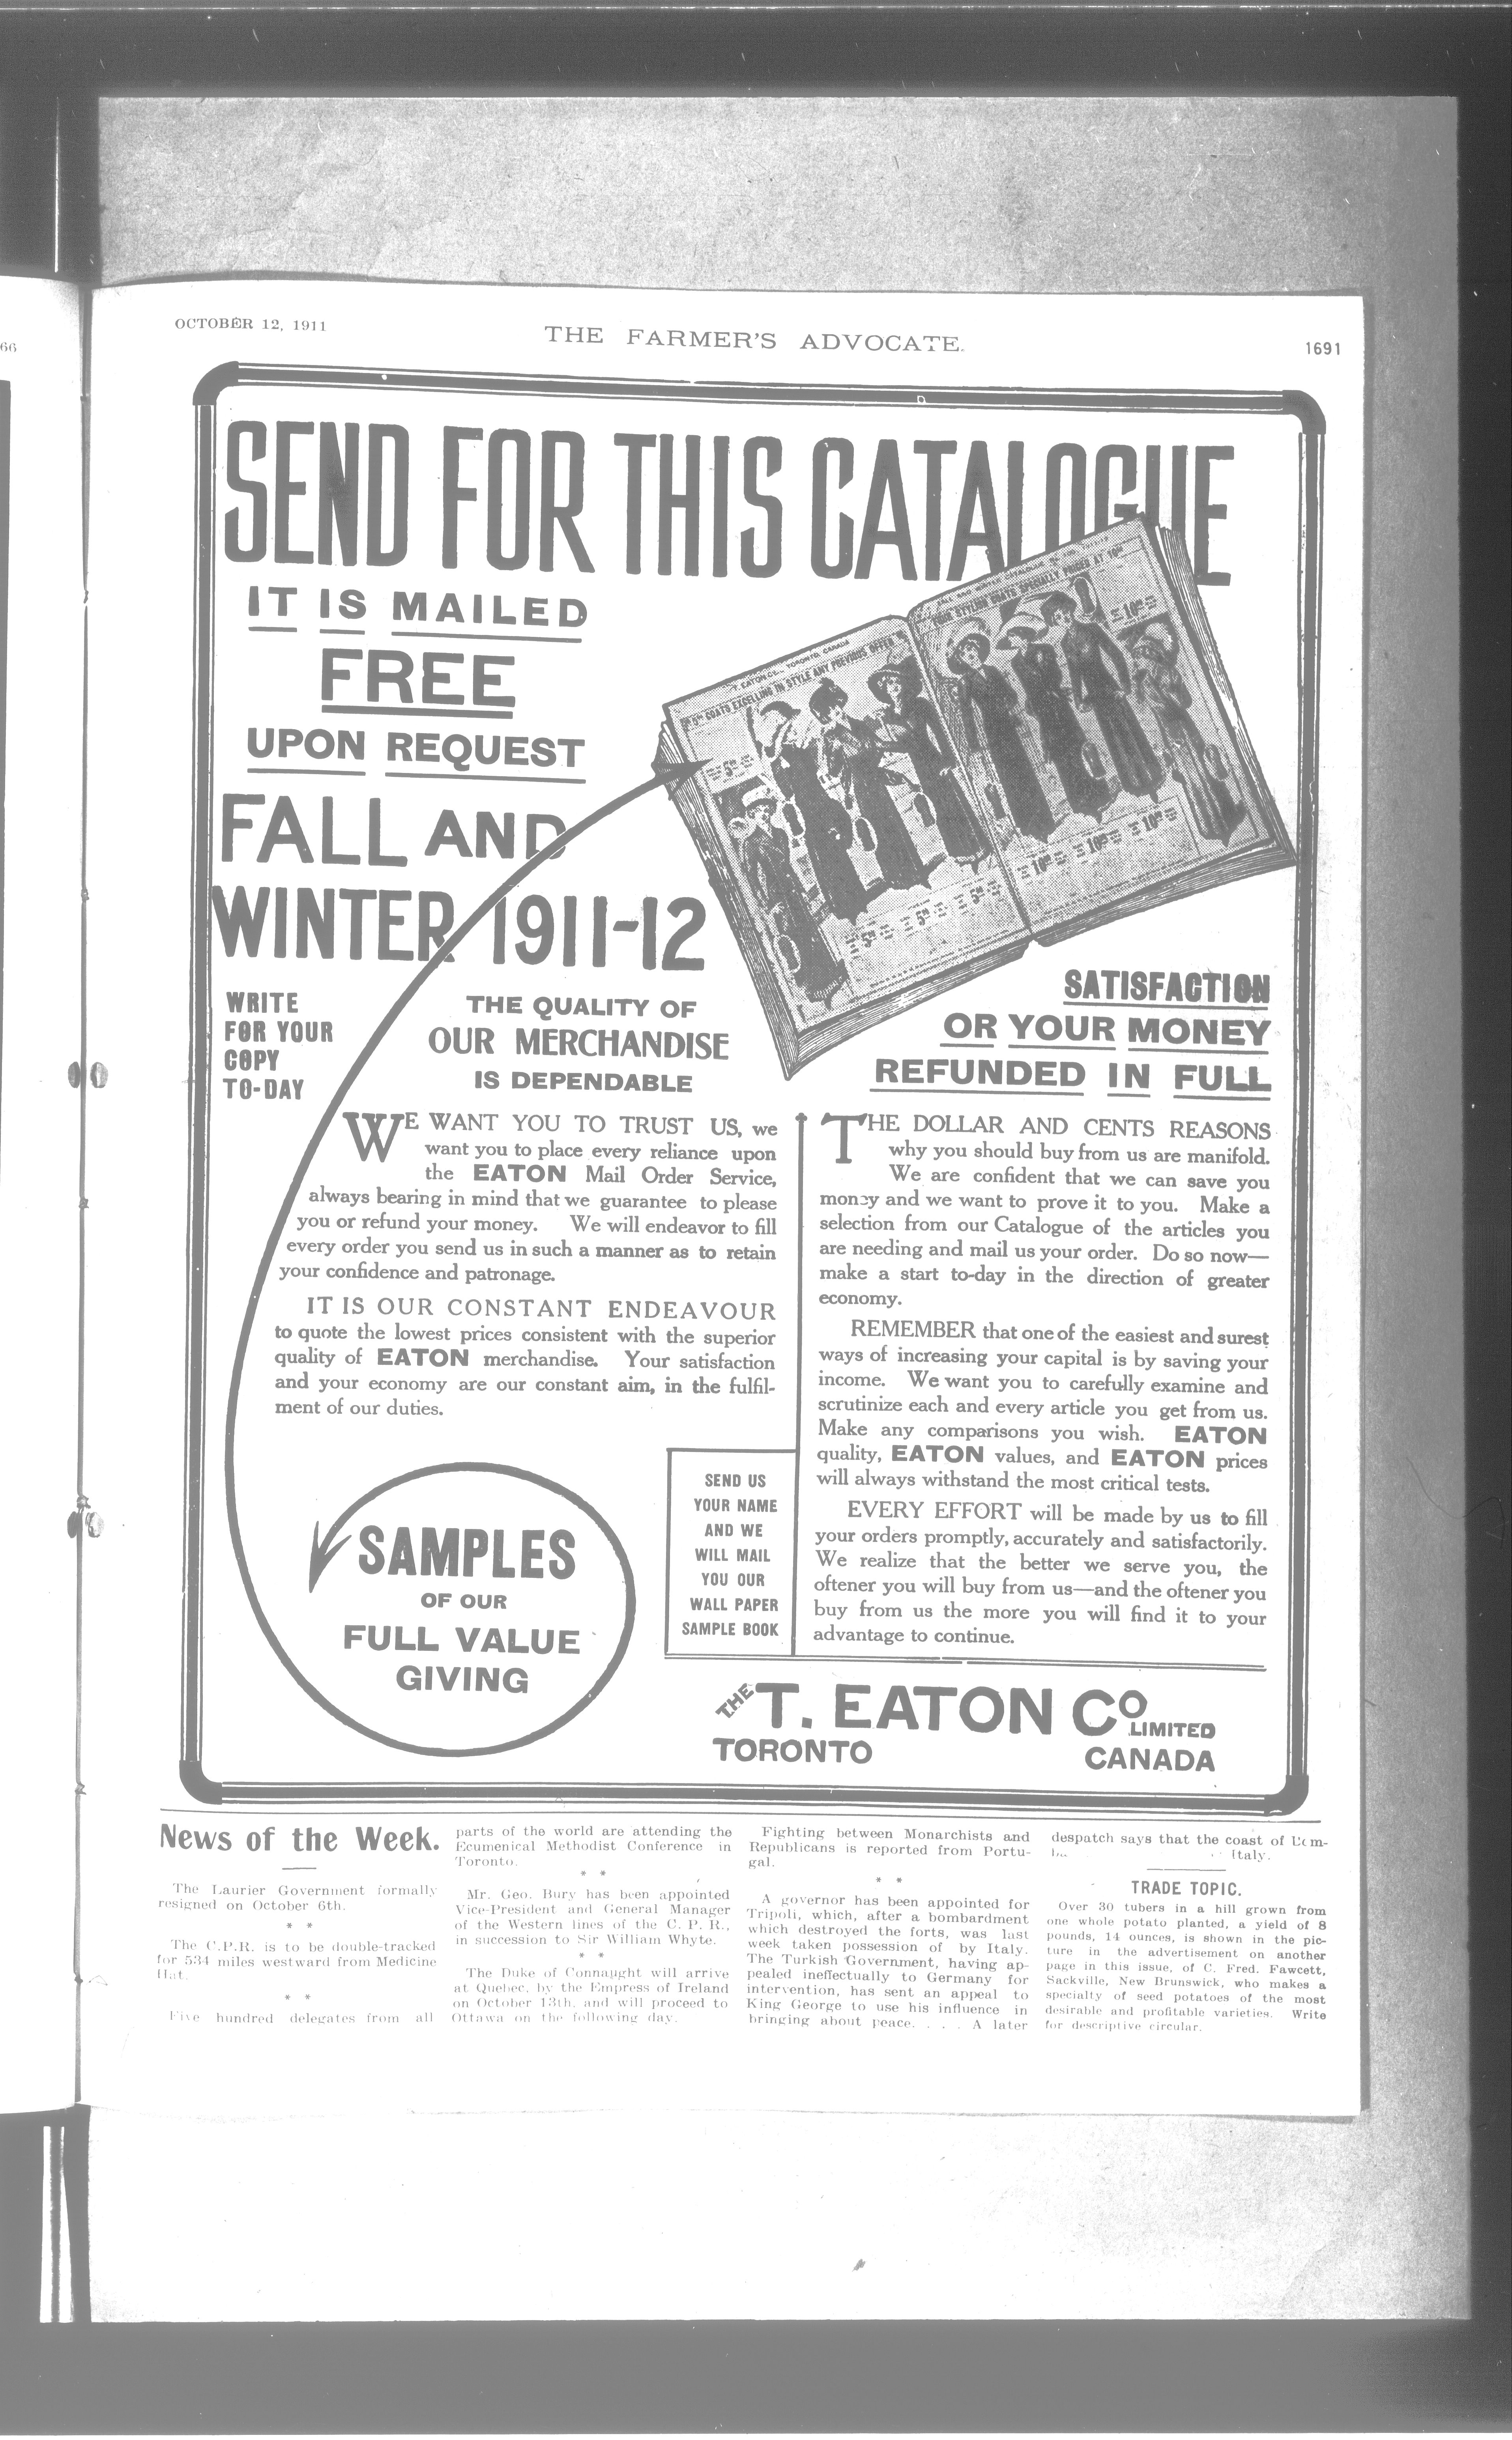 66
OCTOBER 12, 1911
THE FARMER'S ADVOCATE.
1691
SEND FOR THIS CATALOGUE
IT IS MAILED
FREE
UPON REQUEST
FALL AND
WINTER 1911-12
T. EATON CO. TORONTO, CANADA
COATS EXCELLING IN STYLE ANY PREVIOUS OFFER
STYLISH COATS SPECIALLY PRICED AT 10
WRITE
FOR YOUR
COPY
TO-DAY
THE QUALITY OF
OUR MERCHANDISE
IS DEPENDABLE
SATISFACTION
OR YOUR MONEY
REFUNDED IN FULL
WE WANT YOU TO TRUST US, we
want you to place every reliance upon
the EATON Mail Order Service,
always bearing in mind that we guarantee to please
you or refund your money. We will endeavor to fill
every order you send us in such a manner as to retain
your confidence and patronage.
IT IS OUR CONSTANT ENDEAVOUR
to quote the lowest prices consistent with the superior
quality of EATON merchandise. Your satisfaction
and your economy are our constant aim, in the fulfil-
ment of our duties.
SAMPLES
OF OUR
FULL VALUE
GIVING
SEND US
YOUR NAME
AND WE
WILL MAIL
YOU OUR
WALL PAPER
SAMPLE BOOK
THE DOLLAR AND CENTS REASONS
why you should buy from us are manifold.
We are confident that we can save you
money and we want to prove it to you. Make a
selection from our Catalogue of the articles you
are needing and mail us your order. Do so now—
make a start to-day in the direction of greater
economy.
REMEMBER that one of the easiest and surest
ways of increasing your capital is by saving your
income. We want you to carefully examine and
scrutinize each and every article you get from us.
Make any comparisons you wish. EATON
quality, EATON values, and EATON prices
will always withstand the most critical tests.
EVERY EFFORT will be made by us to fill
your orders promptly, accurately and satisfactorily.
We realize that the better we serve you, the
oftener you will buy from us—and the oftener you
buy from us the more you will find it to your
advantage to continue.
THE T. EATON CO LIMITED
TORONTO CANADA
News of the Week.
The Laurier Government formally
resigned on October 6th.
* *
The C.P.R. is to be double-tracked
for 534 miles westward from Medicine
Hat.
* *
Five hundred delegates from all
parts of the world are attending the
Ecumenical Methodist Conference in
Toronto.
* *
Mr. Geo. Bury has been appointed
Vice-President and General Manager
of the Western lines of the C. P. R.,
in succession to Sir William Whyte.
* *
The Duke of Connaught will arrive
at Quebec, by the Empress of Ireland
on October 13th, and will proceed to
Ottawa on the following day.
Fighting between Monarchists and
Republicans is reported from Portu-
gal.
* *
A governor has been appointed for
Tripoli, which, after a bombardment
which destroyed the forts, was last
week taken possession of by Italy.
The Turkish Government, having ap-
pealed ineffectually to Germany for
intervention, has sent an appeal to
King George to use his influence in
bringing about peace. . . . A later
despatch says that the coast of
Italy.
TRADE TOPIC.
Over 30 tubers in a hill grown from
one whole potato planted, a yield of 8
pounds, 14 ounces, is shown in the pic-
ture in the advertisement on another
page in this issue, of C. Fred. Fawcett,
Sackville, New Brunswick, who makes a
specialty of seed potatoes of the most
desirable and profitable varieties. Write
for descriptive circular.